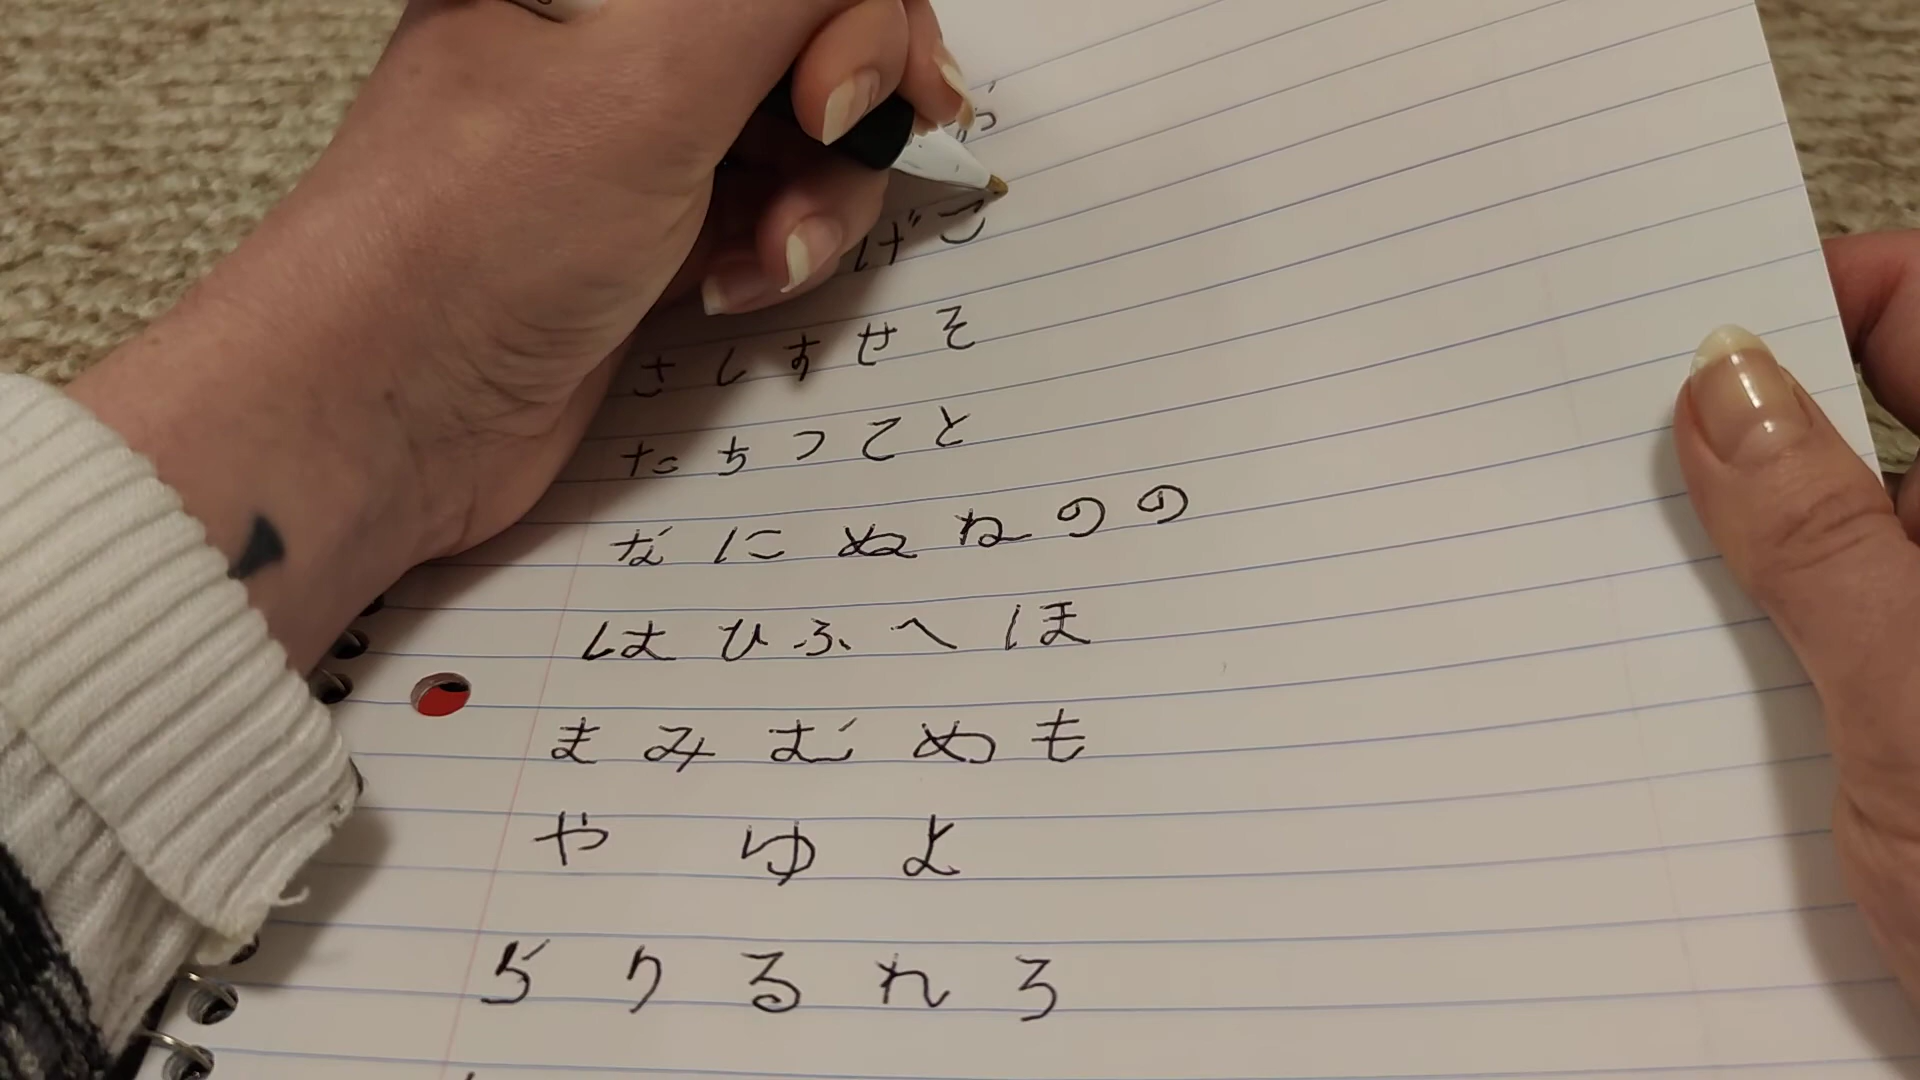 げ ご
さ し す せ そ
た ち つ て と
な に ぬ ね の の
は ひ ふ へ ほ
ま み む め も
や ゆ よ
ら り る れ ろ